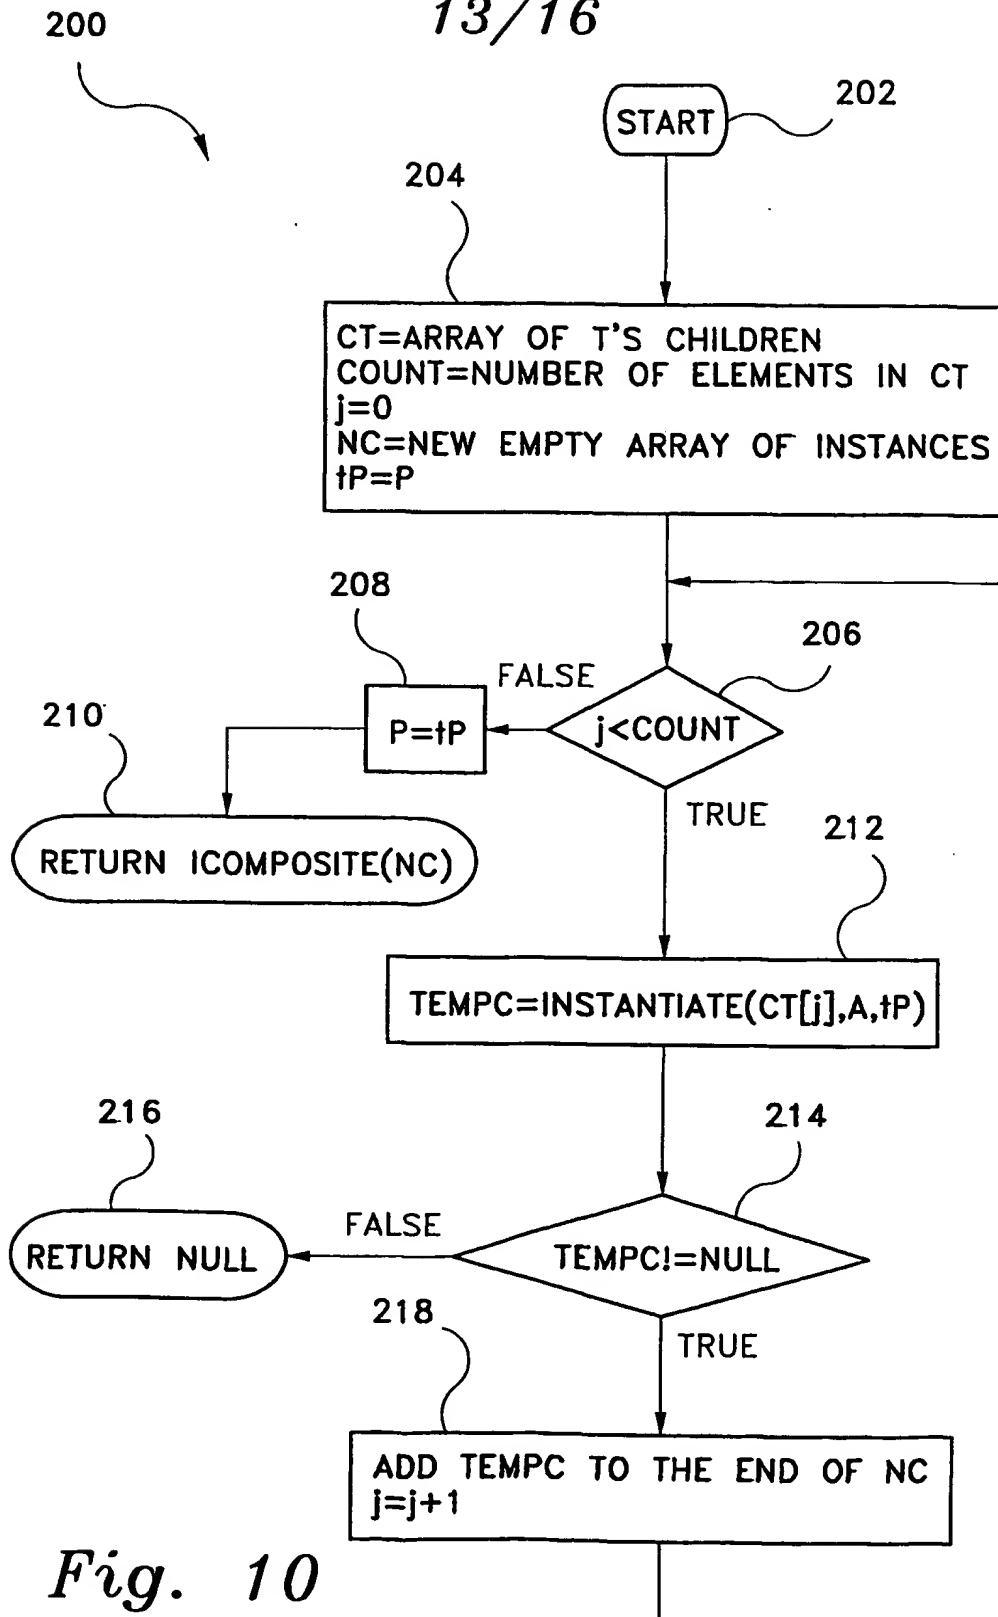 13/16
200
START
202
204
CT=ARRAY OF T'S CHILDREN
COUNT=NUMBER OF ELEMENTS IN CT
j=0
NC=NEW EMPTY ARRAY OF INSTANCES
tP=P
208
206
FALSE
210
P=tP
j<COUNT
TRUE
212
RETURN ICOMPOSITE(NC)
TEMPC=INSTANTIATE(CT[j],A,tP)
216
214
FALSE
RETURN NULL
TEMPC!=NULL
218
TRUE
ADD TEMPC TO THE END OF NC
j=j+1
Fig. 10